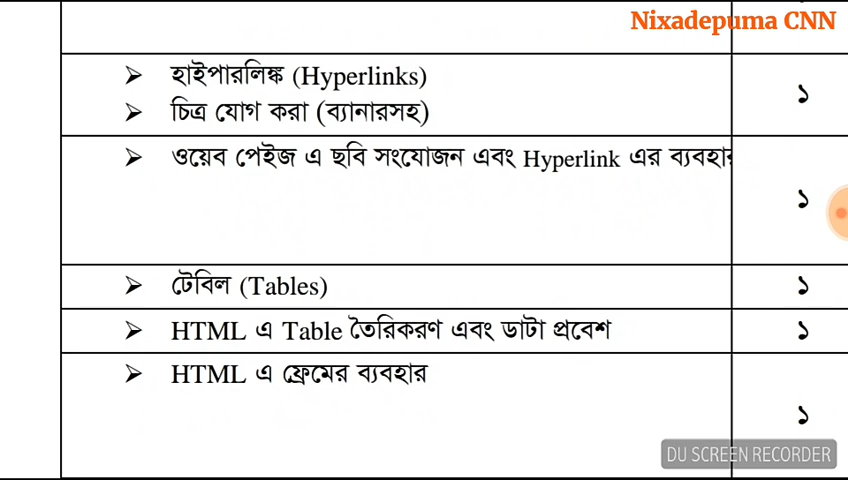 Nixadepuma CNN
➢ হাইপারলিঙ্ক (Hyperlinks)
➢ চিত্র যোগ করা (ব্যানারসহ)
১
➢ ওয়েব পেইজ এ ছবি সংযোজন এবং Hyperlink এর ব্যবহার
১
➢ টেবিল (Tables) ১
➢ HTML এ Table তৈরিকরণ এবং ডাটা প্রবেশ ১
➢ HTML এ ফ্রেমের ব্যবহার
১
DU SCREEN RECORDER